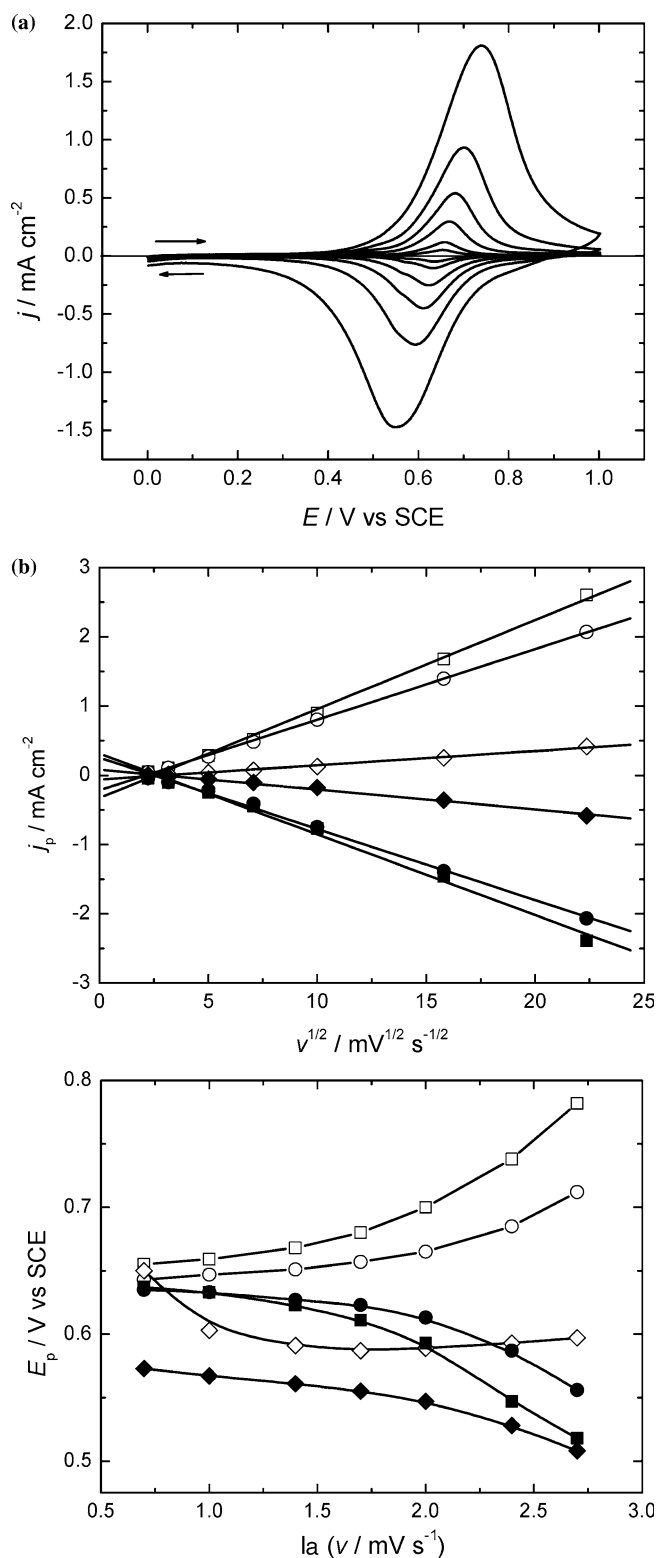 (a)
2.0
1.5
1.0
0.5
0.0
-0.5
-1.0
-1.5
j / mA cm⁻²
0.0 0.2 0.4 0.6 0.8 1.0
E / V vs SCE
(b)
3
2
1
0
-1
-2
-3
jₚ / mA cm⁻²
0 5 10 15 20 25
v^1/2 / mV^1/2 s^-1/2
0.8
0.7
0.6
0.5
Eₚ / V vs SCE
0.5 1.0 1.5 2.0 2.5 3.0
la (v / mV s⁻¹)